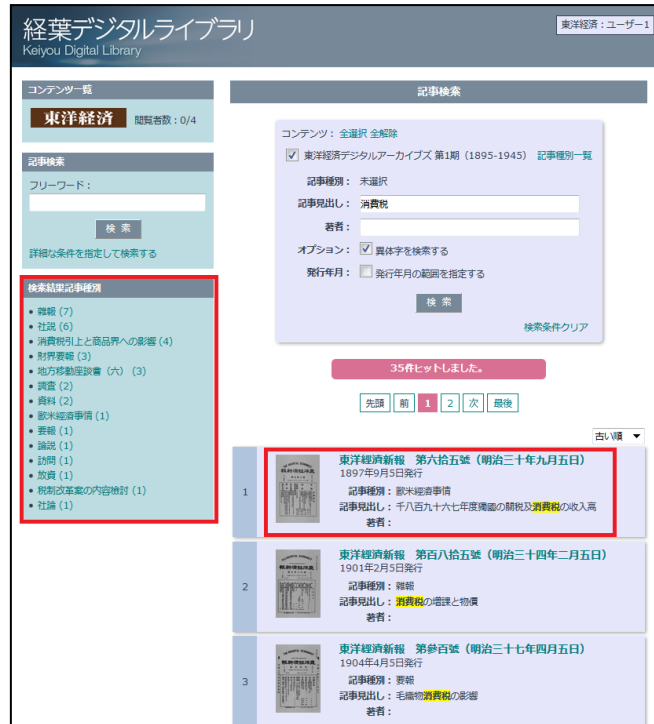 経葉デジタルライブラリ
Keiyou Digital Library
東洋経済：ユーザー1
コンテンツ一覧
東洋経済 閲覧者数：0/4
記事検索
フリーワード：
検 索
詳細な条件を指定して検索する
検索結果記事種別
• 雑報 (7)
• 社説 (6)
• 消費税引上と商品界への影響 (4)
• 財界要報 (3)
• 地方移動座談會（六） (3)
• 調査 (2)
• 資料 (2)
• 歐米經濟事情 (1)
• 要報 (1)
• 論説 (1)
• 訪問 (1)
• 放資 (1)
• 税制改革案の内容檢討 (1)
• 社論 (1)
記事検索
コンテンツ： 全選択 全解除
東洋経済デジタルアーカイブズ 第1期（1895-1945） 記事種別一覧
記事種別： 未選択
記事見出し： 消費税
著者：
オプション： 異体字を検索する
発行年月： 発行年月の範囲を指定する
検 索
検索条件クリア
35件ヒットしました。
先頭 前 1 2 次 最後
古い順
1
東洋經濟新報 第六拾五號（明治三十年九月五日）
1897年9月5日発行
記事種別： 歐米經濟事情
記事見出し： 千八百九十六七年度獨國の關税及消費税の收入高
著者：
2
東洋經濟新報 第百八拾五號（明治三十四年二月五日）
1901年2月5日発行
記事種別： 雜報
記事見出し： 消費税の増課と物價
著者：
3
東洋經濟新報 第參百號（明治三十七年四月五日）
1904年4月5日発行
記事種別： 要報
記事見出し： 毛織物消費税の影響
著者：